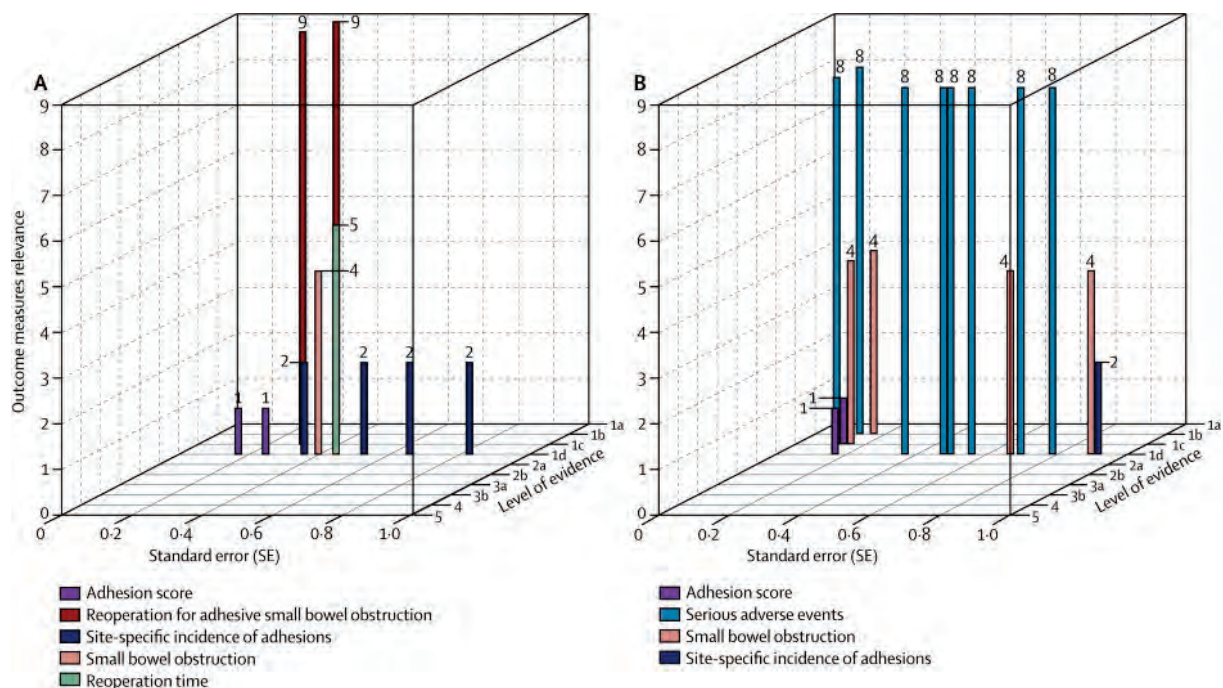 A
Outcome measures relevance
9
8
7
6
5
4
3
2
1
0
9
9
5
4
2
1
1
2
2
2
0
0·2
0·4
0·6
0·8
1·0
Standard error (SE)
5
4
3b
3a
2b
2a
1d
1c
1b
1a
Level of evidence
Adhesion score
Reoperation for adhesive small bowel obstruction
Site-specific incidence of adhesions
Small bowel obstruction
Reoperation time
B
9
8
7
6
5
4
3
2
1
0
8
8
8
8
8
8
8
8
4
4
4
4
1
1
2
0
0·2
0·4
0·6
0·8
1·0
Standard error (SE)
5
4
3b
3a
2b
2a
1d
1c
1b
1a
Level of evidence
Adhesion score
Serious adverse events
Small bowel obstruction
Site-specific incidence of adhesions